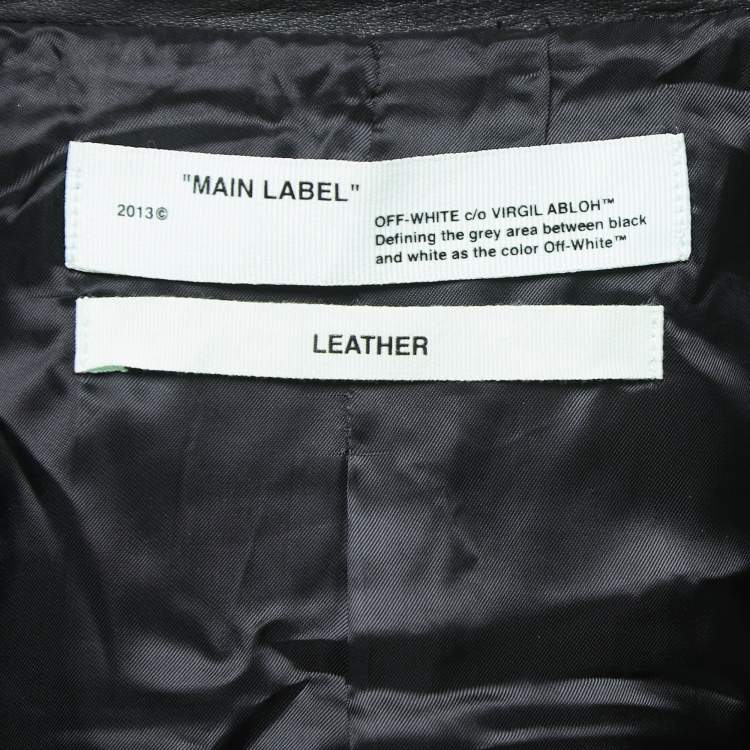 "MAIN LABEL"
2013©
OFF-WHITE c/o VIRGIL ABLOH™
Defining the grey area between black
and white as the color Off-White™
LEATHER